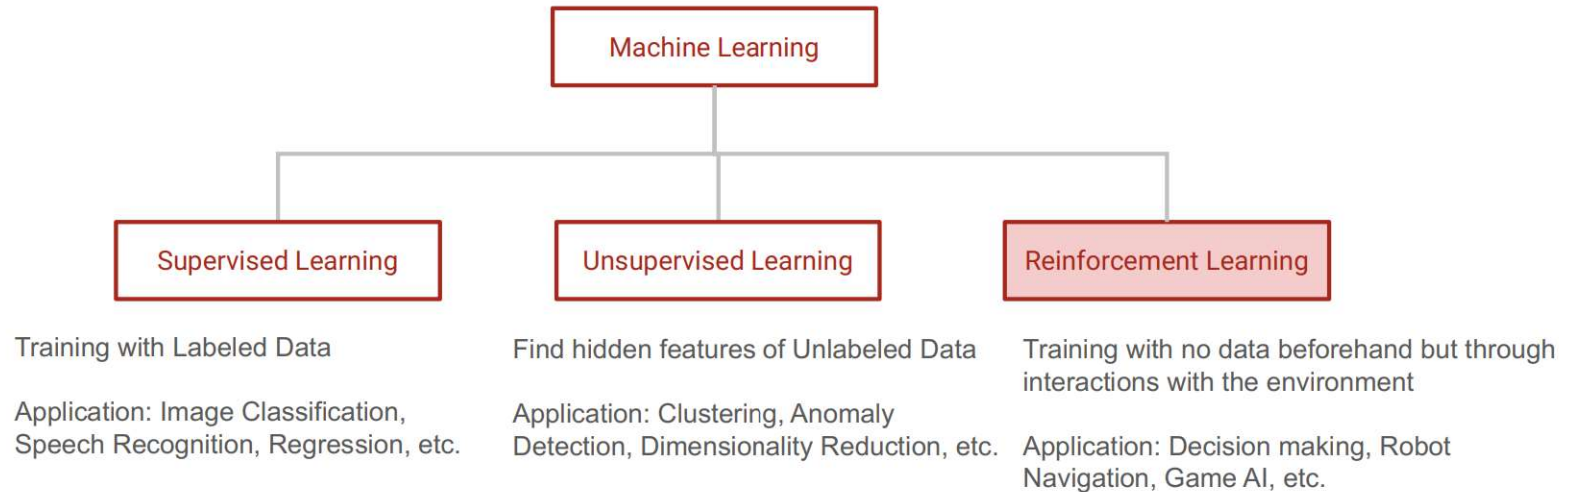 Machine Learning
Supervised Learning
Unsupervised Learning
Reinforcement Learning
Training with Labeled Data
Application: Image Classification,
Speech Recognition, Regression, etc.
Find hidden features of Unlabeled Data
Application: Clustering, Anomaly
Detection, Dimensionality Reduction, etc.
Training with no data beforehand but through
interactions with the environment
Application: Decision making, Robot
Navigation, Game AI, etc.